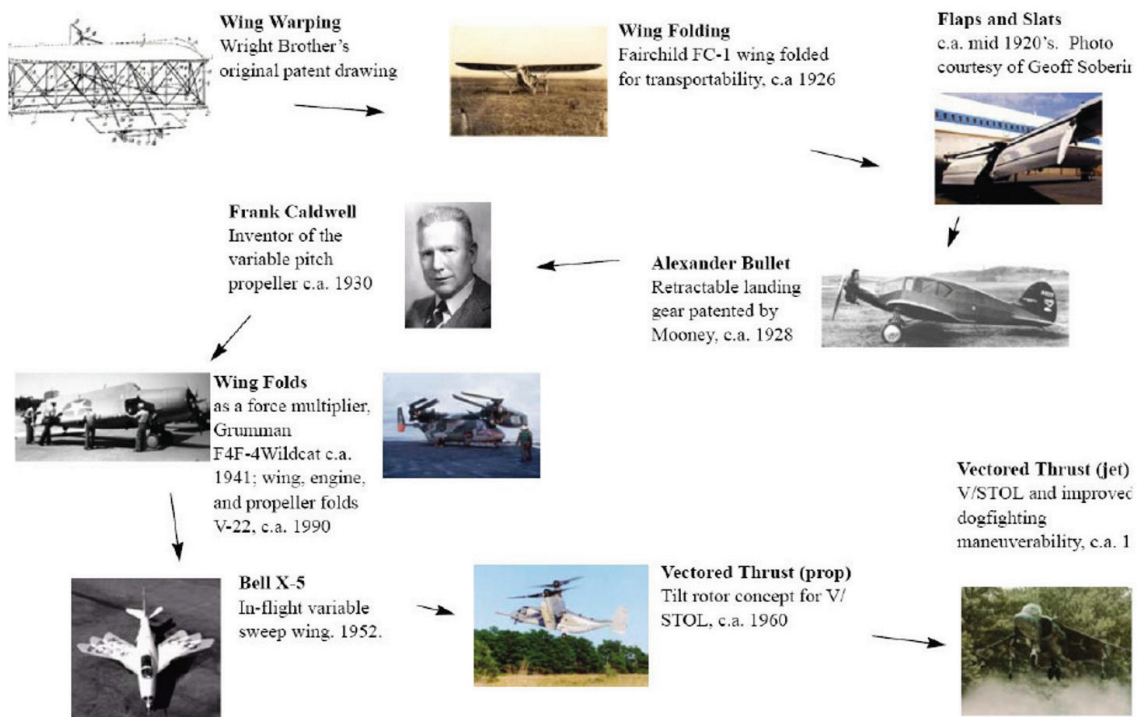 Wing Warping
Wright Brother's
original patent drawing
Wing Folding
Fairchild FC-1 wing folded
for transportability, c.a 1926
Flaps and Slats
c.a. mid 1920's. Photo
courtesy of Geoff Soberin
Alexander Bullet
Retractable landing
gear patented by
Mooney, c.a. 1928
Frank Caldwell
Inventor of the
variable pitch
propeller c.a. 1930
Wing Folds
as a force multiplier,
Grumman
F4F-4Wildcat c.a.
1941; wing, engine,
and propeller folds
V-22, c.a. 1990
Bell X-5
In-flight variable
sweep wing. 1952.
Vectored Thrust (prop)
Tilt rotor concept for V/
STOL, c.a. 1960
Vectored Thrust (jet)
V/STOL and improved
dogfighting
maneuverability, c.a. 1